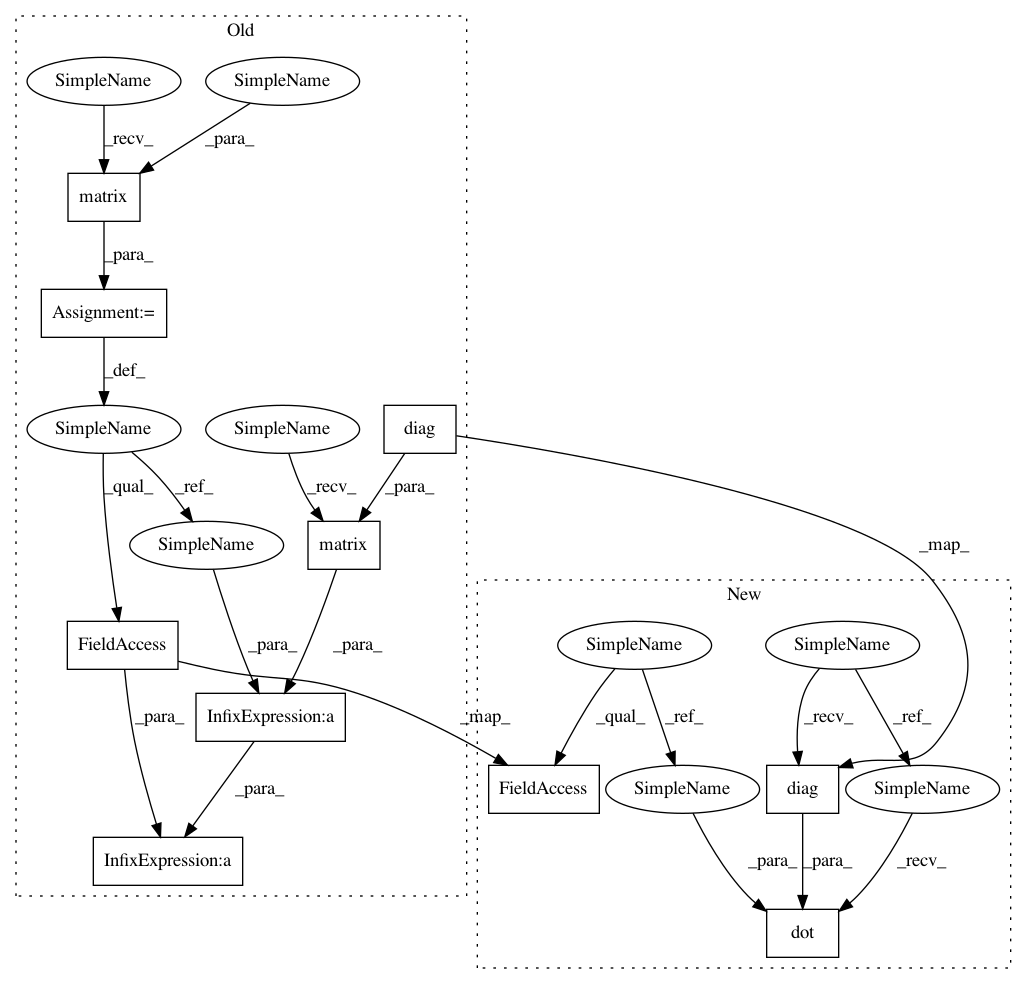 Old
SimpleName
SimpleName
_recv_
_para_
matrix
_para_
Assignment:=
_def_
SimpleName
SimpleName
diag
_qual_
_ref_
_recv_
_para_
_map_
SimpleName
matrix
New
FieldAccess
SimpleName
SimpleName
_para_
_para_
InfixExpression:a
_para_
_map_
_qual_
_ref_
_recv_
_ref_
FieldAccess
SimpleName
diag
SimpleName
_para_
InfixExpression:a
_para_
_para_
_recv_
dot